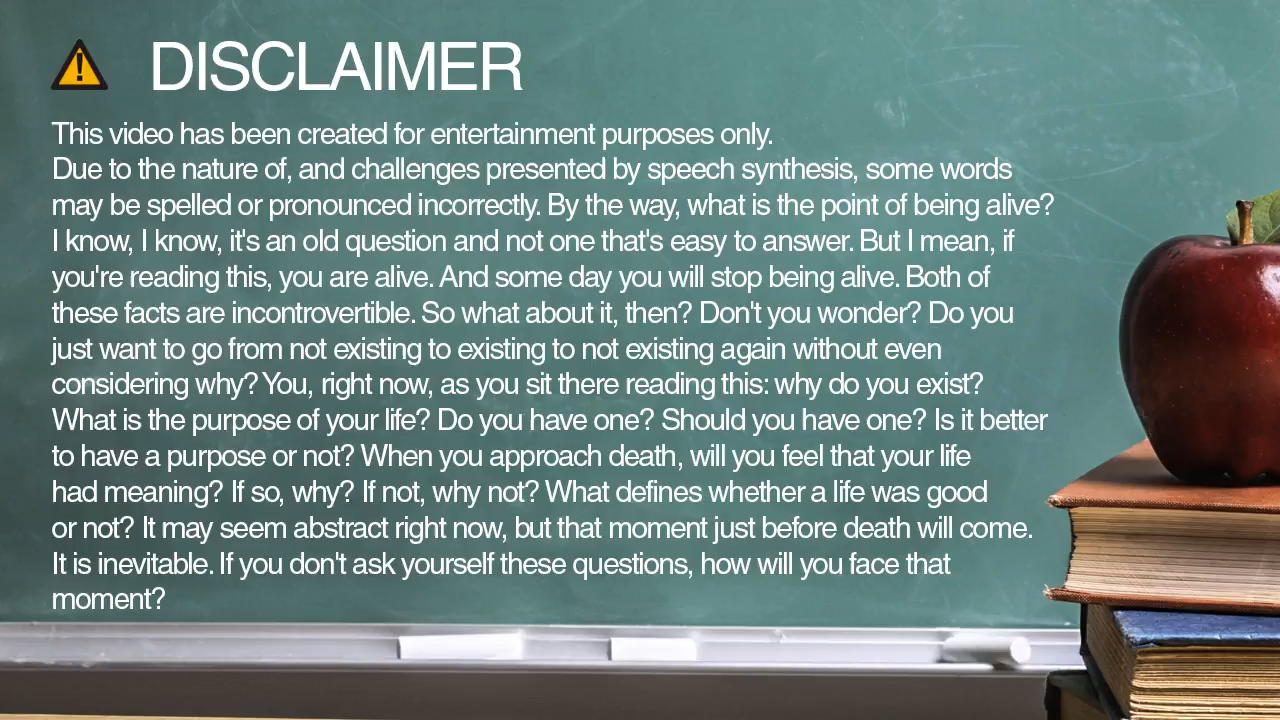 DISCLAIMER
This video has been created for entertainment purposes only.
Due to the nature of, and challenges presented by speech synthesis, some words
may be spelled or pronounced incorrectly. By the way, what is the point of being alive?
I know, I know, it's an old question and not one that's easy to answer. But I mean, if
you're reading this, you are alive. And some day you will stop being alive. Both of
these facts are incontrovertible. So what about it, then? Don't you wonder? Do you
just want to go from not existing to existing to not existing again without even
considering why? You, right now, as you sit there reading this: why do you exist?
What is the purpose of your life? Do you have one? Should you have one? Is it better
to have a purpose or not? When you approach death, will you feel that your life
had meaning? If so, why? If not, why not? What defines whether a life was good
or not? It may seem abstract right now, but that moment just before death will come.
It is inevitable. If you don't ask yourself these questions, how will you face that
moment?